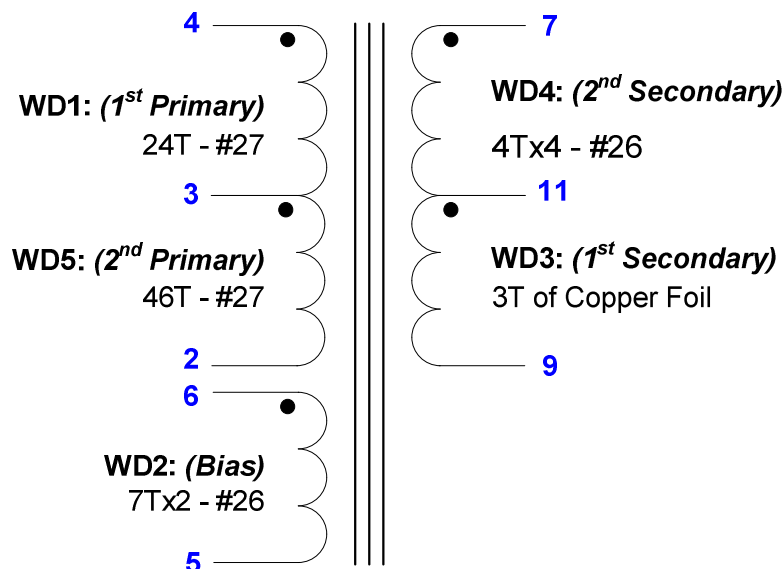 4
WD1: (1st Primary)
24T - #27
3
WD5: (2nd Primary)
46T - #27
2
6
WD2: (Bias)
7Tx2 - #26
5
7
WD4: (2nd Secondary)
4Tx4 - #26
11
WD3: (1st Secondary)
3T of Copper Foil
9